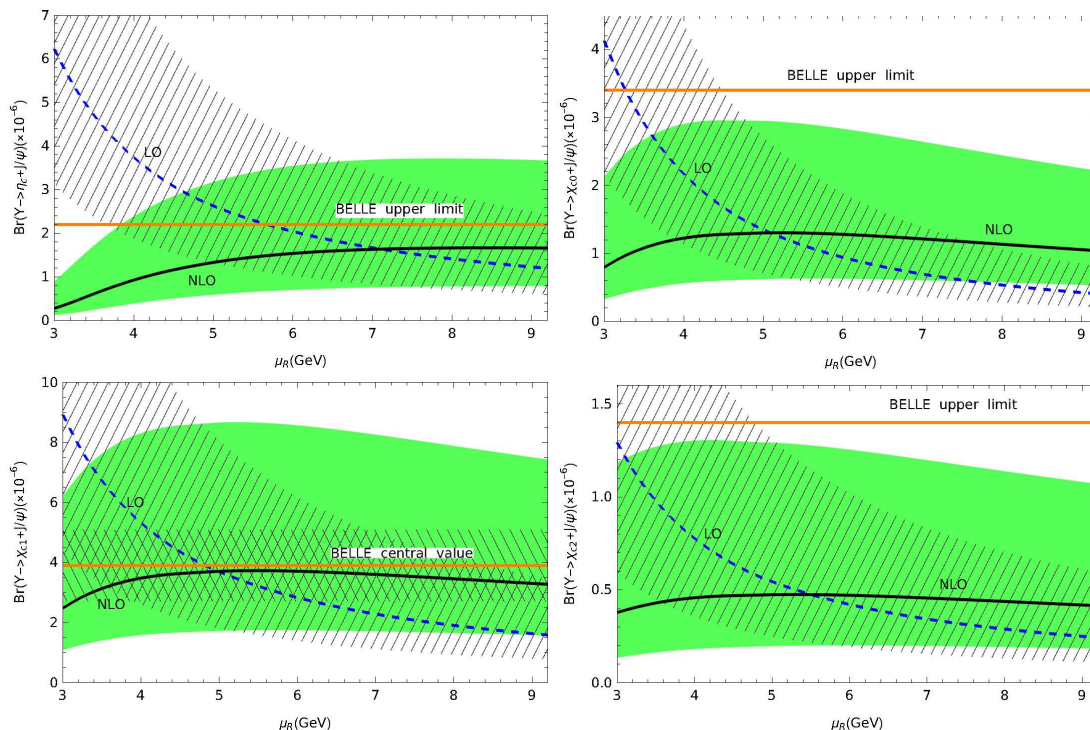 Br(Υ->η_c+J/ψ)(×10^-6)
7
6
5
4
3
2
1
0
LO
BELLE upper limit
NLO
3 4 5 6 7 8 9
μ_R(GeV)
Br(Υ->χ_c0+J/ψ)(×10^-6)
4
3
2
1
0
BELLE upper limit
LO
NLO
3 4 5 6 7 8 9
μ_R(GeV)
Br(Υ->χ_c1+J/ψ)(×10^-6)
10
8
6
4
2
0
LO
BELLE central value
NLO
3 4 5 6 7 8 9
μ_R(GeV)
Br(Υ->χ_c2+J/ψ)(×10^-6)
1.5
1.0
0.5
0.0
BELLE upper limit
LO
NLO
3 4 5 6 7 8 9
μ_R(GeV)